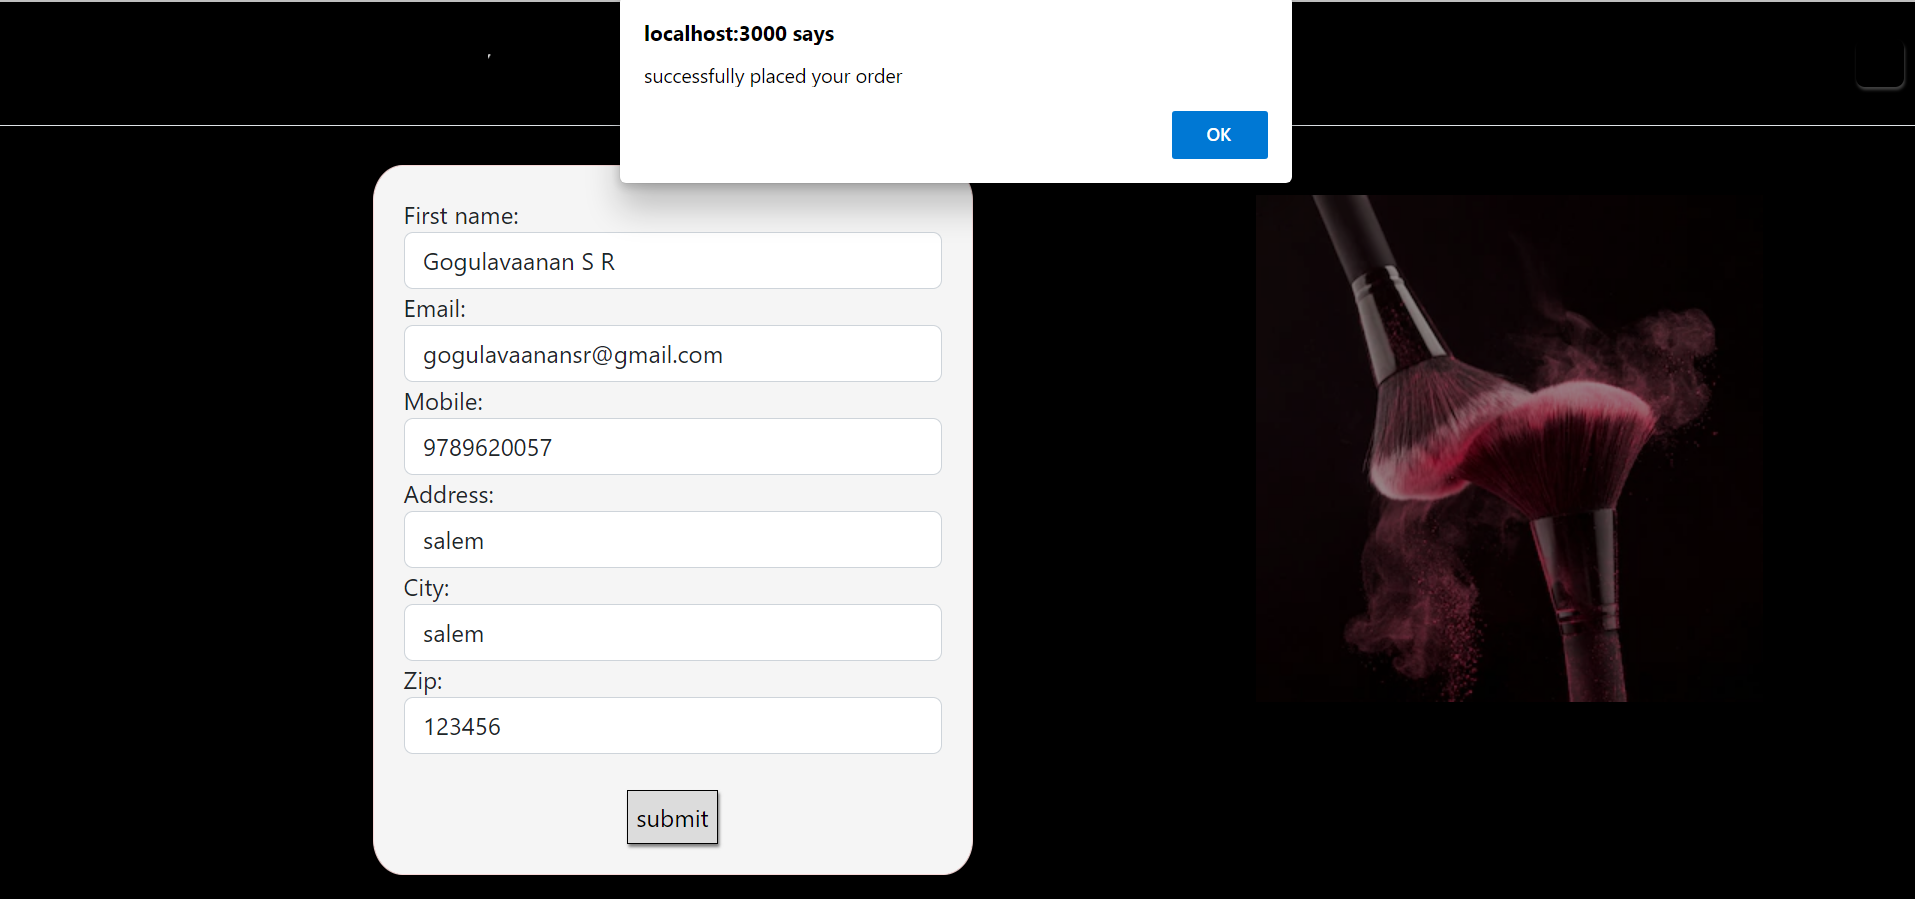 localhost:3000 says
successfully placed your order
OK
First name:
Gogulavaanan S R
Email:
gogulavaanansr@gmail.com
Mobile:
9789620057
Address:
salem
City:
salem
Zip:
123456
submit